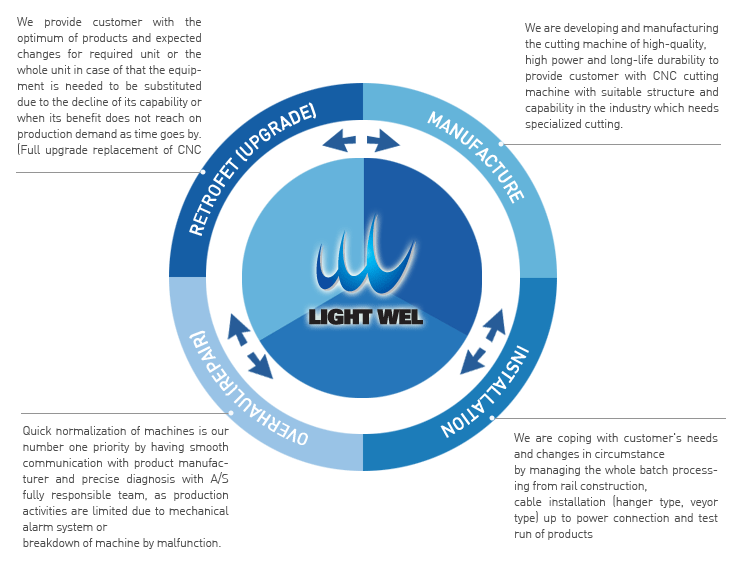 We provide customer with the
optimum of products and expected
changes for required unit or the
whole unit in case of that the equip-
ment is needed to be substituted
due to the decline of its capability or
when its benefit does not reach on
production demand as time goes by.
(Full upgrade replacement of CNC
We are developing and manufacturing
the cutting machine of high-quality,
high power and long-life durability to
provide customer with CNC cutting
machine with suitable structure and
capability in the industry which needs
specialized cutting.
RETROFET (UPGRADE)
MANUFACTURE
LIGHT WEL
OVERHAUL(REPAIR)
INSTALLATION
Quick normalization of machines is our
number one priority by having smooth
communication with product manufac-
turer and precise diagnosis with A/S
fully responsible team, as production
activities are limited due to mechanical
alarm system or
breakdown of machine by malfunction.
We are coping with customer's needs
and changes in circumstance
by managing the whole batch process-
ing from rail construction,
cable installation (hanger type, veyor
type) up to power connection and test
run of products